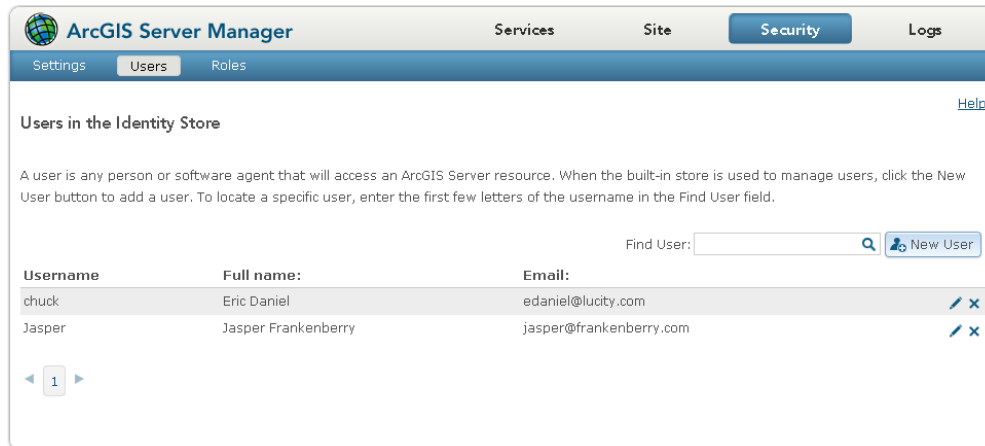 ArcGIS Server Manager Services Site Security Logs
Settings Users Roles
Help
Users in the Identity Store
A user is any person or software agent that will access an ArcGIS Server resource. When the built-in store is used to manage users, click the New
User button to add a user. To locate a specific user, enter the first few letters of the username in the Find User field.
Find User: New User
Username Full name: Email:
chuck Eric Daniel edaniel@lucity.com
Jasper Jasper Frankenberry jasper@frankenberry.com
1